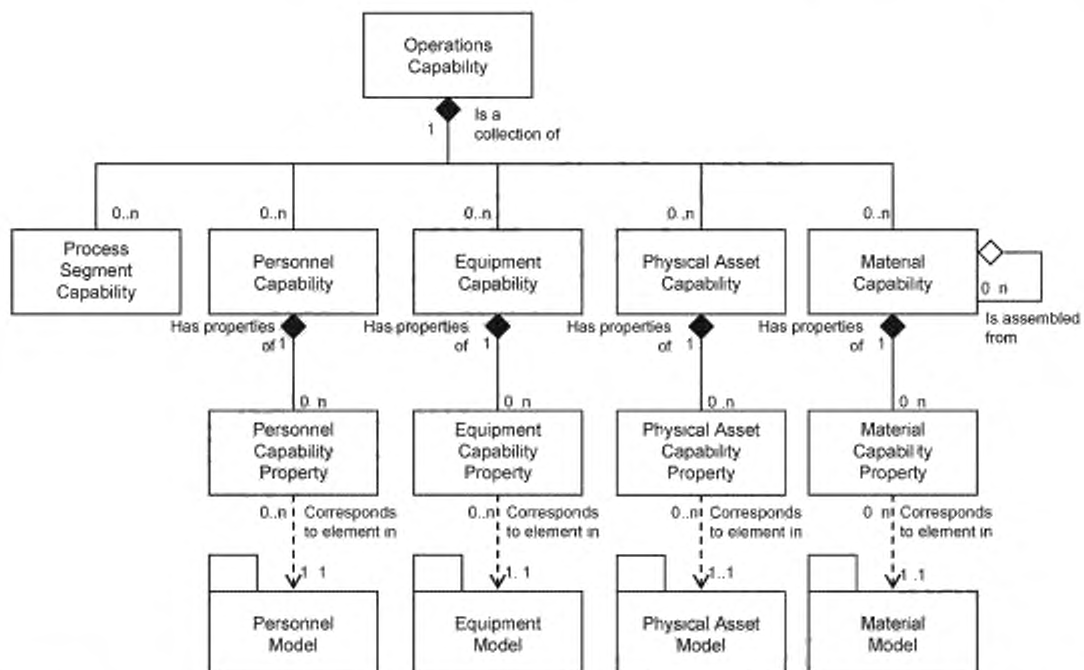 Operations
Capability
Is a
collection of
1
0..n
0..n
0..n
0..n
0..n
Process
Segment
Capability
Personnel
Capability
Equipment
Capability
Physical Asset
Capability
Material
Capability
0 n
Is assembled
from
Has properties
of 1
Has properties
of 1
Has properties
of 1
Has properties
of 1
0 n
0 n
0 n
0 n
Personnel
Capability
Property
Equipment
Capability
Property
Physical Asset
Capability
Property
Material
Capability
Property
0..n Corresponds
to element in
0..n Corresponds
to element in
0..n Corresponds
to element in
0 n Corresponds
to element in
1 1
1. 1
1..1
1 .1
Personnel
Model
Equipment
Model
Physical Asset
Model
Material
Model